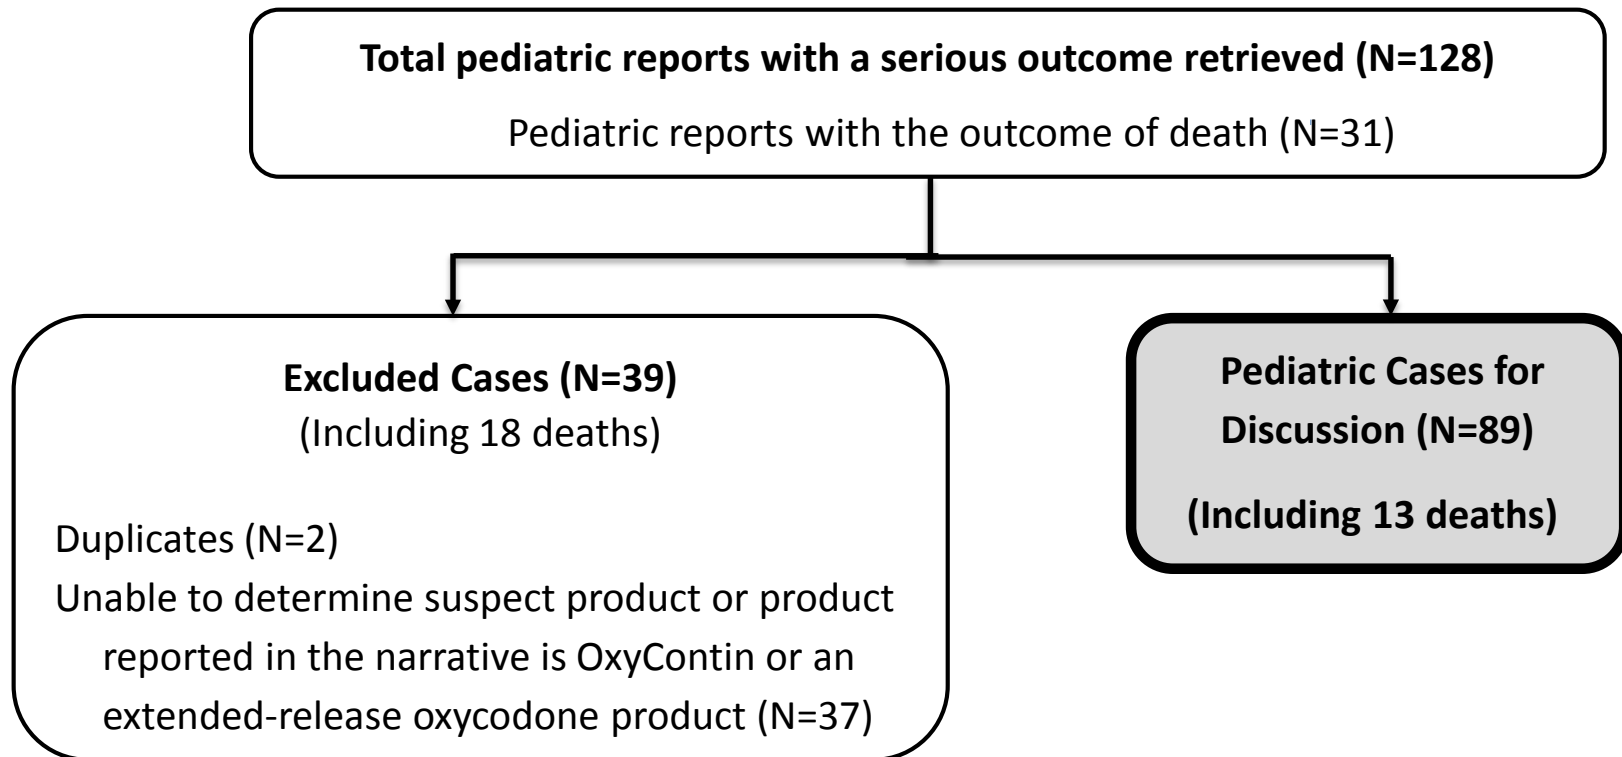 Total pediatric reports with a serious outcome retrieved (N=128)
Pediatric reports with the outcome of death (N=31)
Excluded Cases (N=39)
(Including 18 deaths)
Duplicates (N=2)
Unable to determine suspect product or product
reported in the narrative is OxyContin or an
extended-release oxycodone product (N=37)
Pediatric Cases for
Discussion (N=89)
(Including 13 deaths)